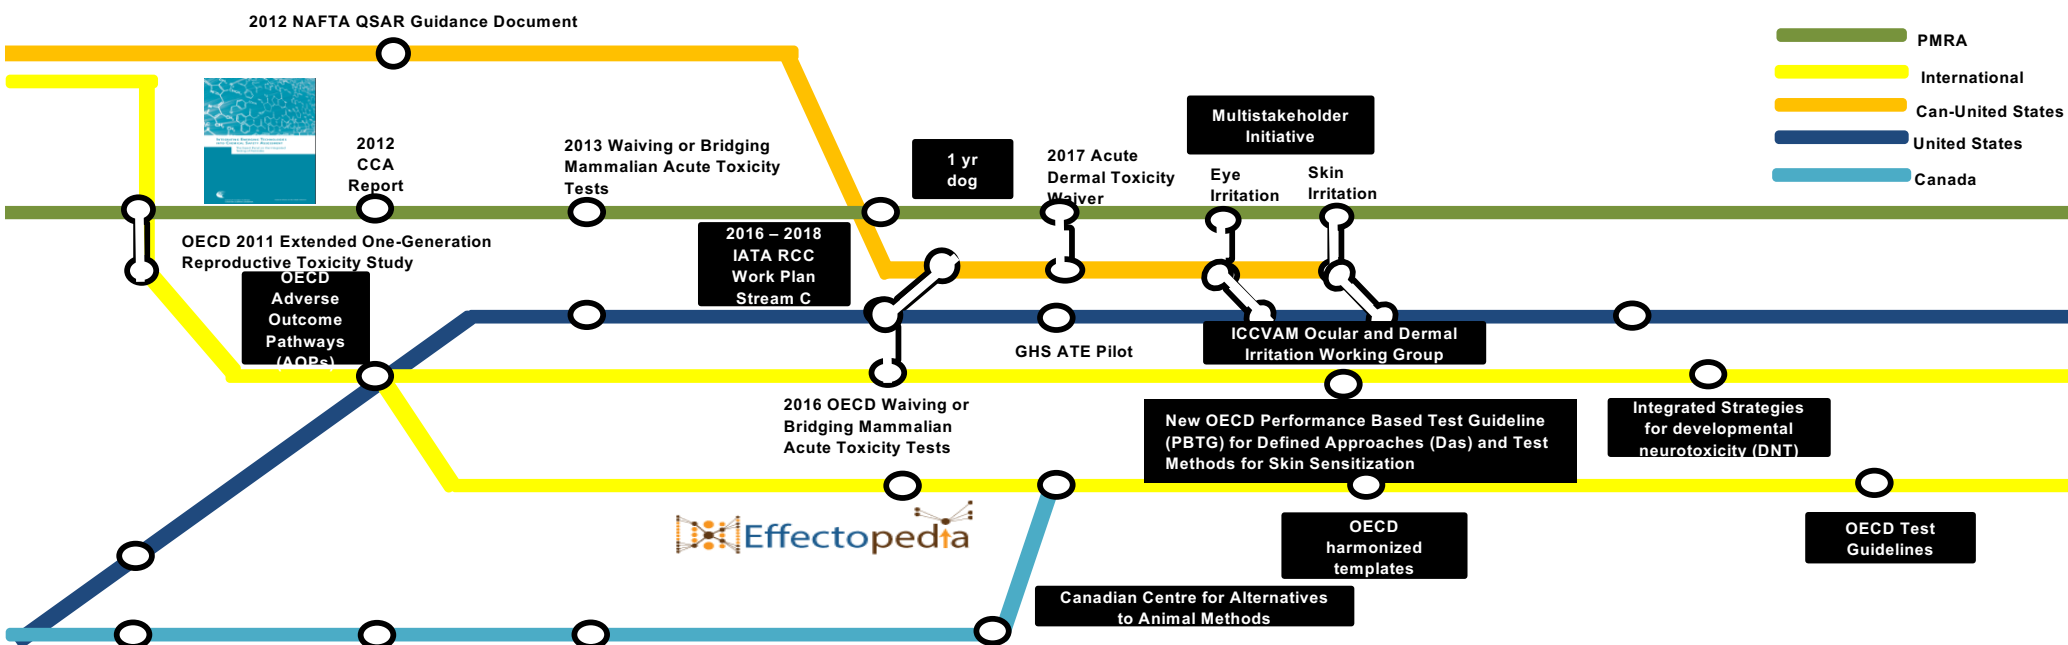 2012 NAFTA QSAR Guidance Document
PMRA
International
Can-United States
United States
Canada
2012
CCA
Report
2013 Waiving or Bridging
Mammalian Acute Toxicity
Tests
1 yr
dog
2017 Acute
Dermal Toxicity
Waiver
Multistakeholder
Initiative
Eye
Irritation
Skin
Irritation
OECD 2011 Extended One-Generation
Reproductive Toxicity Study
OECD
Adverse
Outcome
Pathways
(AOPs)
2016 – 2018
IATA RCC
Work Plan
Stream C
GHS ATE Pilot
ICCVAM Ocular and Dermal
Irritation Working Group
2016 OECD Waiving or
Bridging Mammalian
Acute Toxicity Tests
New OECD Performance Based Test Guideline
(PBTG) for Defined Approaches (Das) and Test
Methods for Skin Sensitization
Integrated Strategies
for developmental
neurotoxicity (DNT)
Effectopedia
OECD
harmonized
templates
OECD Test
Guidelines
Canadian Centre for Alternatives
to Animal Methods